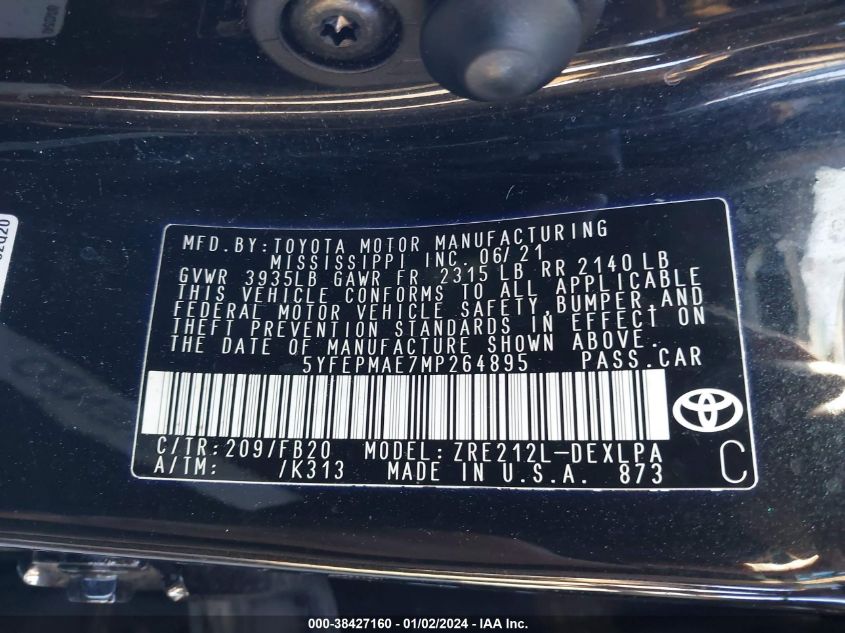 MFD. BY: TOYOTA MOTOR MANUFACTURING
MISSISSIPPI INC. 06/21
GVWR 3935LB GAWR FR 2315 LB RR 2140 LB
THIS VEHICLE CONFORMS TO ALL APPLICABLE
FEDERAL MOTOR VEHICLE SAFETY, BUMPER, AND
THEFT PREVENTION STANDARDS IN EFFECT ON
THE DATE OF MANUFACTURE SHOWN ABOVE.
5YFEPMAE7MP264895 PASS. CAR
C/TR: 209/FB20 MODEL: ZRE212L-DEXLPA
A/TM: /K313 MADE IN U.S.A. 873
C
000-38427160 - 01/02/2024 - IAA Inc.